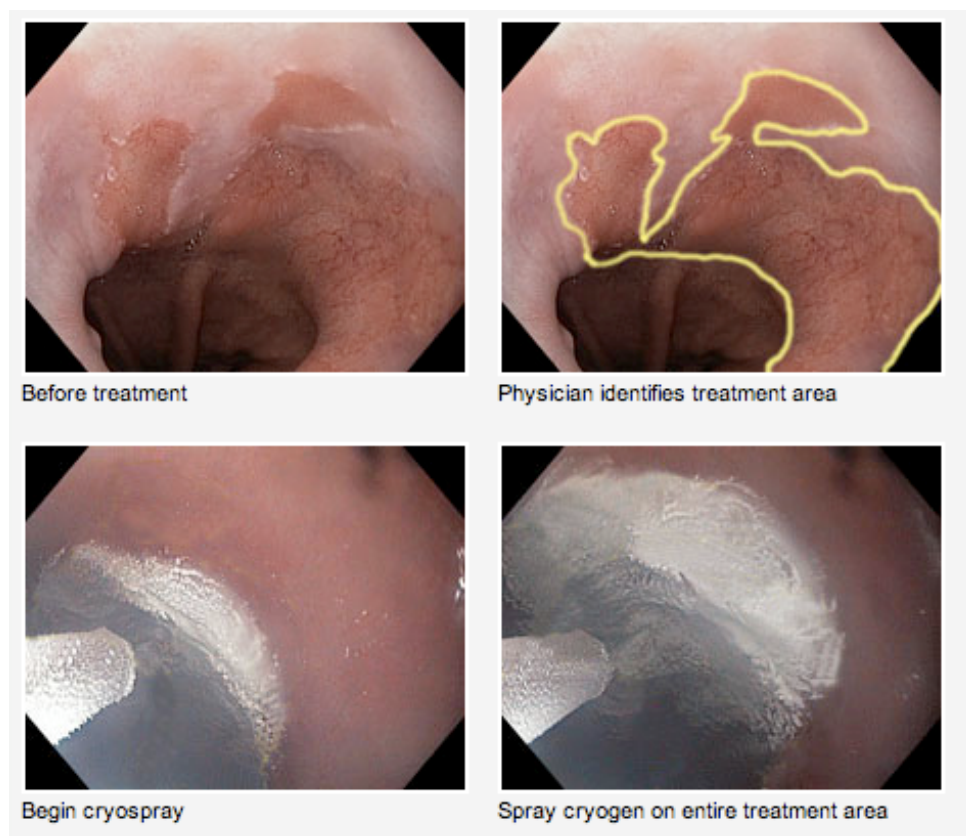 Before treatment
Physician identifies treatment area
Begin cryospray
Spray cryogen on entire treatment area